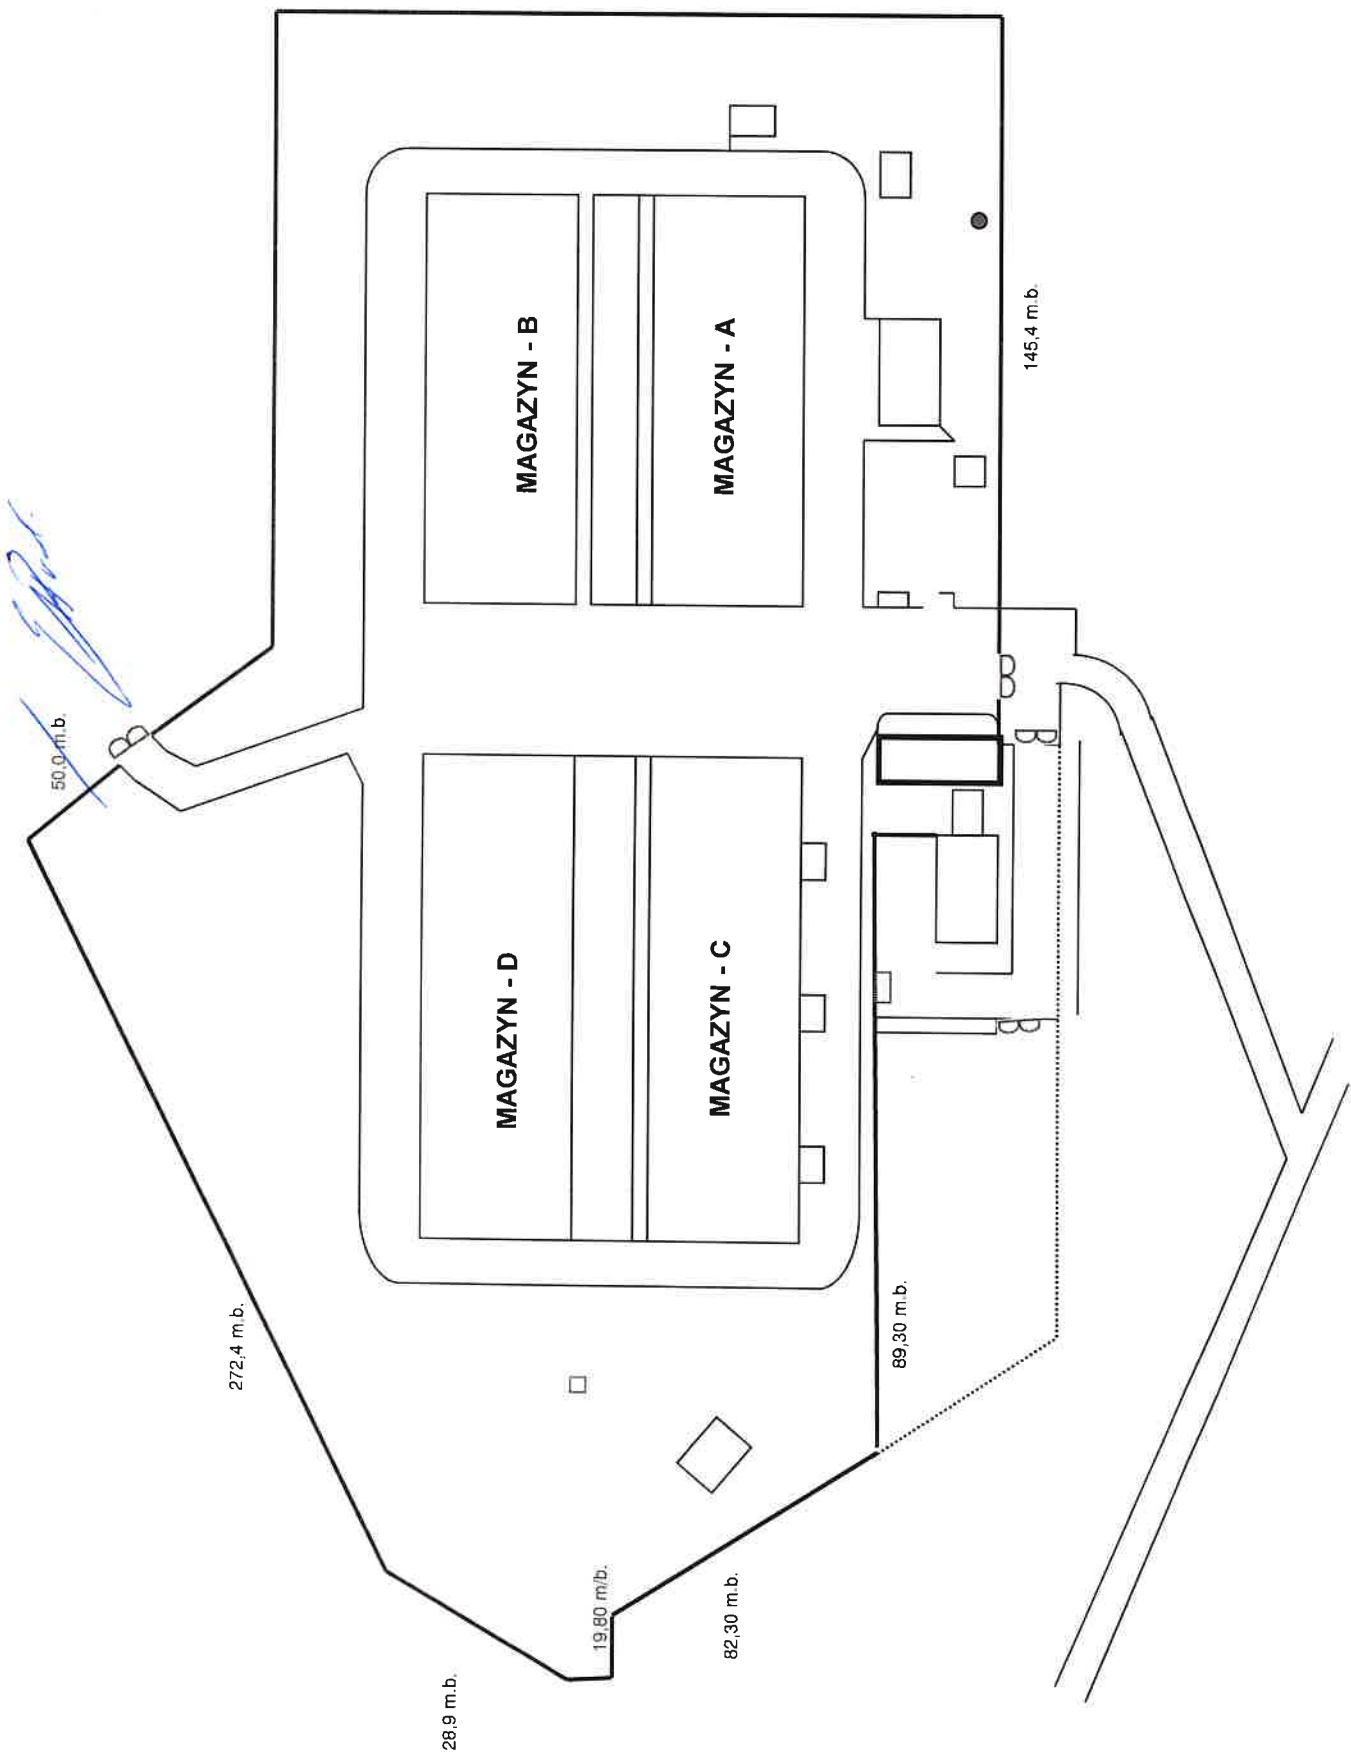 50,0 m.b.
MAGAZYN - B
MAGAZYN - A
145,4 m.b.
MAGAZYN - D
MAGAZYN - C
272,4 m.b.
89,30 m.b.
19,80 m/b.
82,30 m.b.
28,9 m.b.